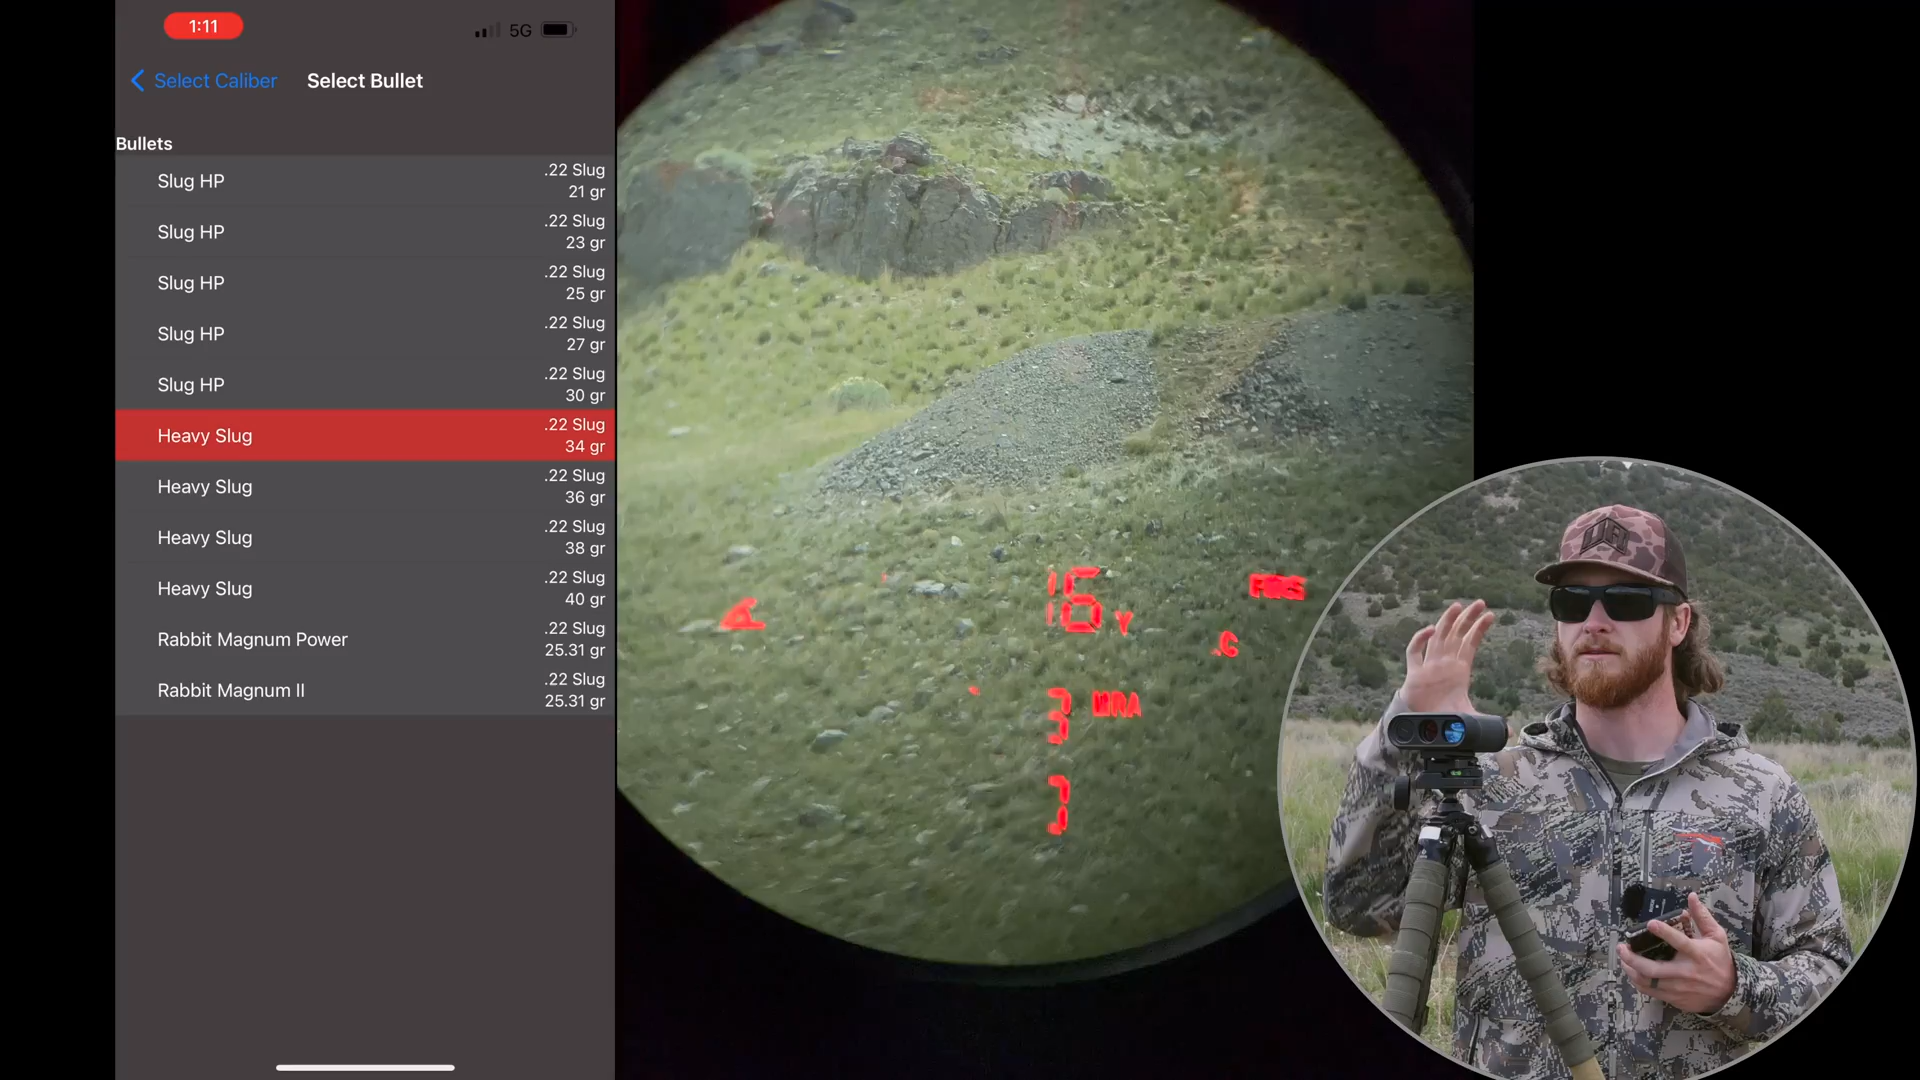 1:11
5G
Select Caliber
Select Bullet
Bullets
Slug HP
.22 Slug
21 gr
Slug HP
.22 Slug
23 gr
Slug HP
.22 Slug
25 gr
Slug HP
.22 Slug
27 gr
Slug HP
.22 Slug
30 gr
Heavy Slug
.22 Slug
34 gr
Heavy Slug
.22 Slug
36 gr
Heavy Slug
.22 Slug
38 gr
Heavy Slug
.22 Slug
40 gr
Rabbit Magnum Power
.22 Slug
25.31 gr
Rabbit Magnum II
.22 Slug
25.31 gr
16 Y